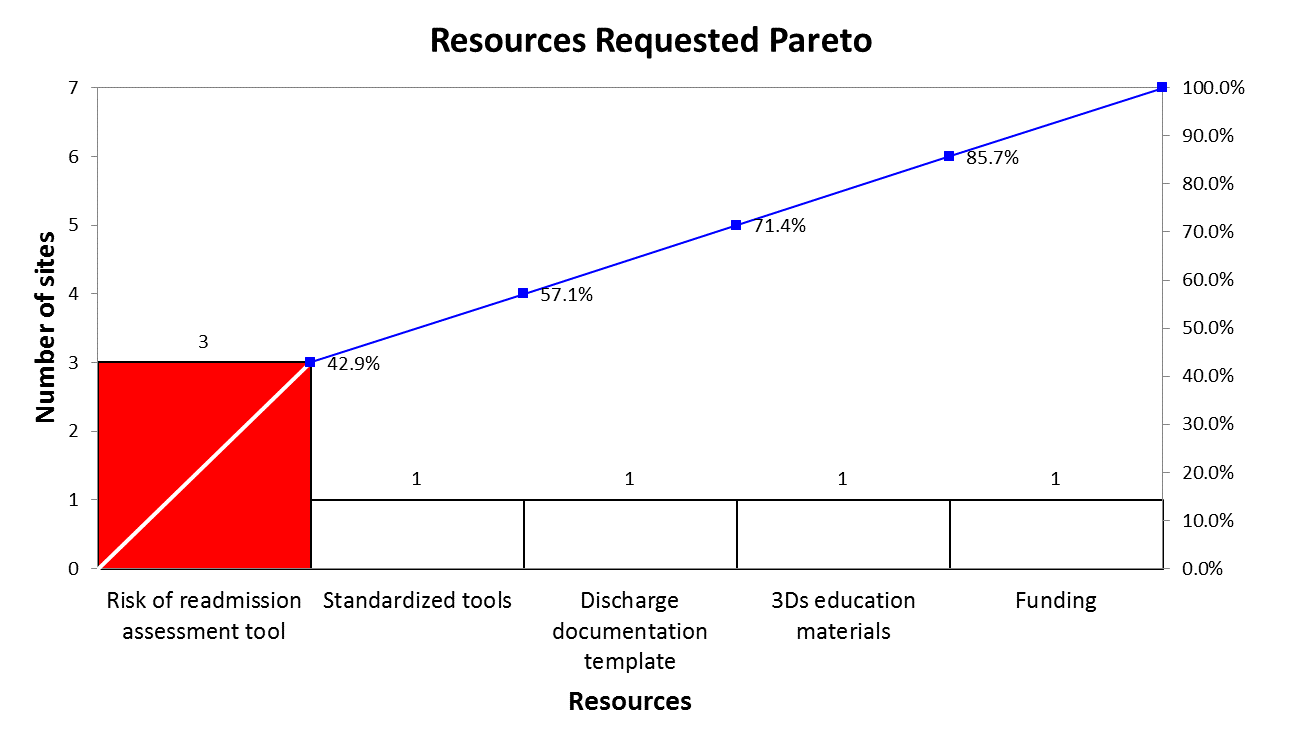 Resources Requested Pareto
7
6
5
4
3
2
1
0
Number of sites
100.0%
90.0%
80.0%
70.0%
60.0%
50.0%
40.0%
30.0%
20.0%
10.0%
0.0%
3
1
1
1
1
42.9%
57.1%
71.4%
85.7%
Risk of readmission
assessment tool
Standardized tools
Discharge
documentation
template
3Ds education
materials
Funding
Resources